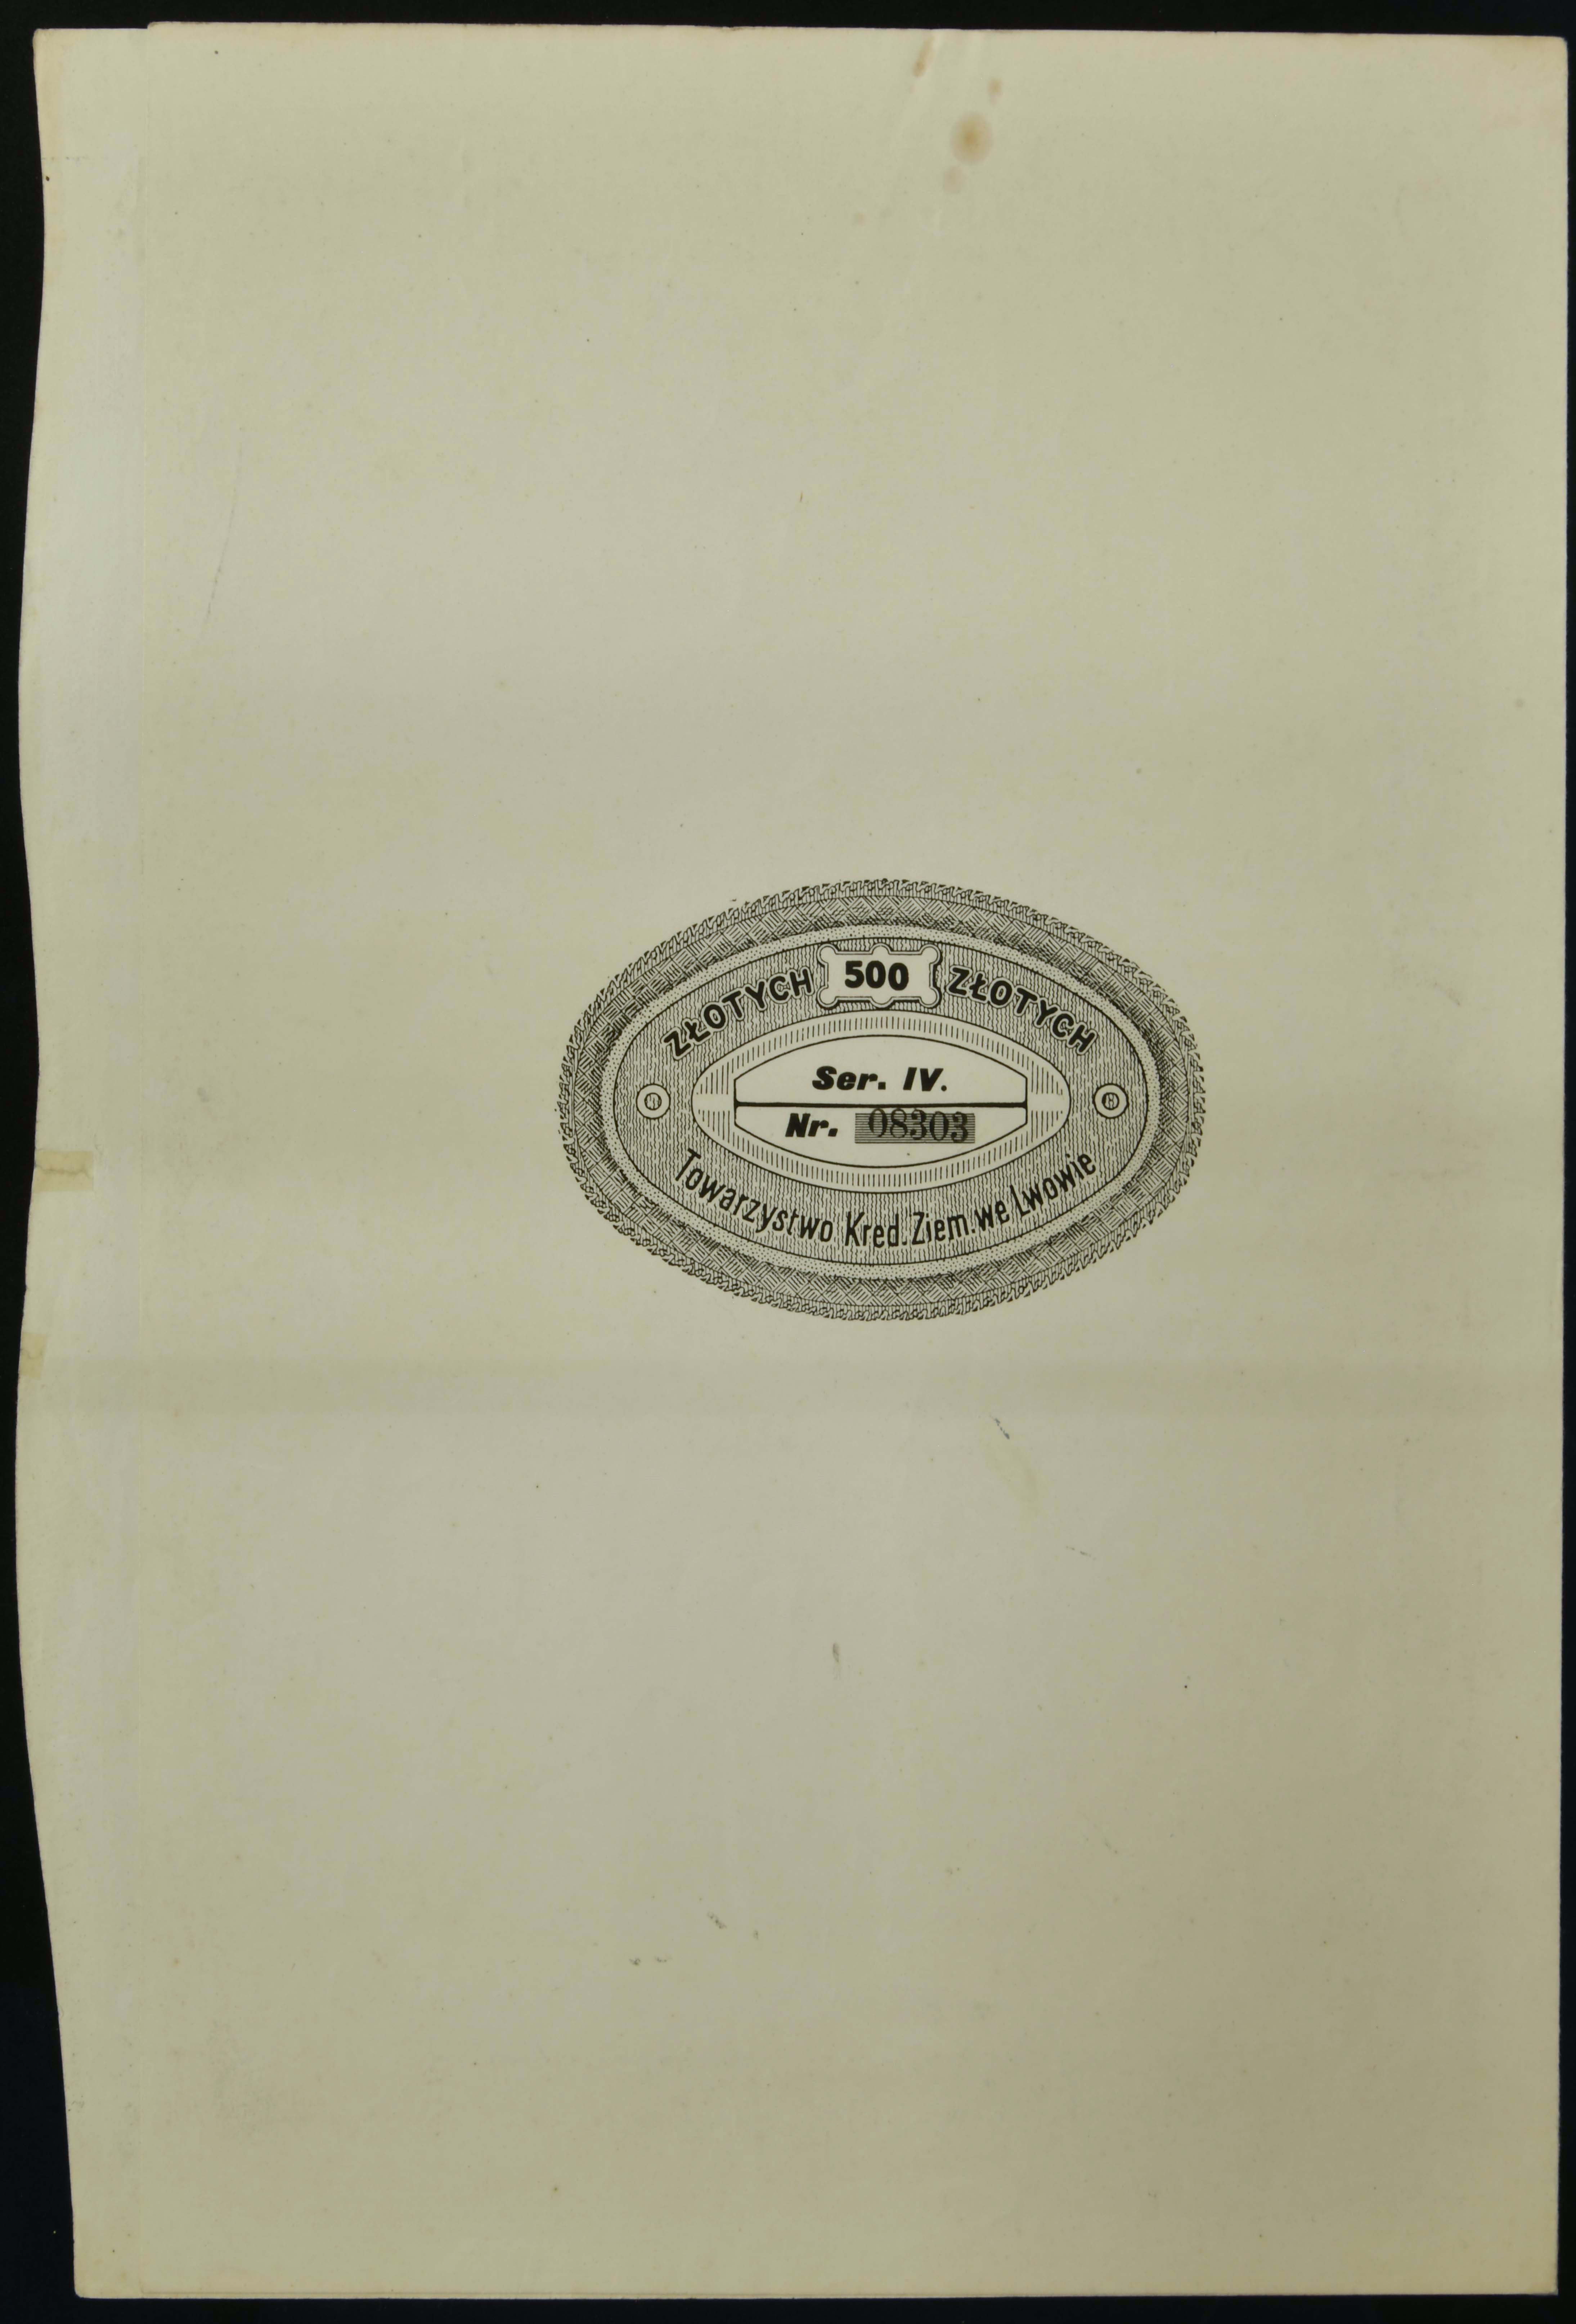 ZŁOTYCH 500 ZŁOTYCH
Ser. IV.
Nr. 08303
Towarzystwo Kred. Ziem. we Lwowie